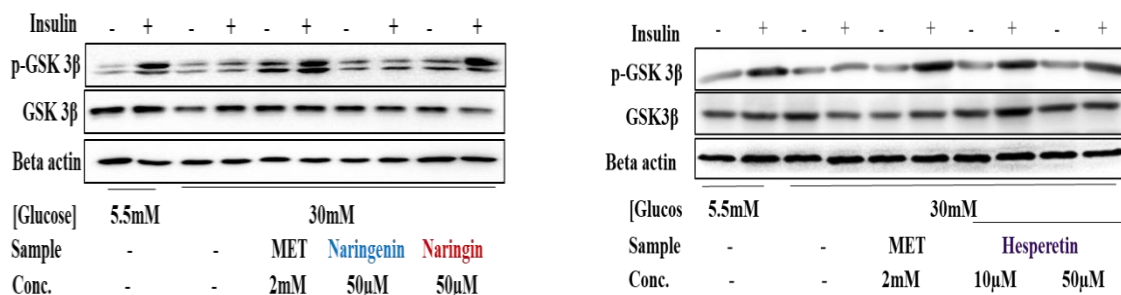 Insulin - + - + - + - + - +
p-GSK 3β
GSK 3β
Beta actin
[Glucose] 5.5mM 30mM
Sample - - MET Naringenin Naringin
Conc. - - 2mM 50µM 50µM
Insulin - + - + - + - + - +
p-GSK 3β
GSK3β
Beta actin
[Glucos 5.5mM 30mM
Sample - - MET Hesperetin
Conc. - - 2mM 10µM 50µM